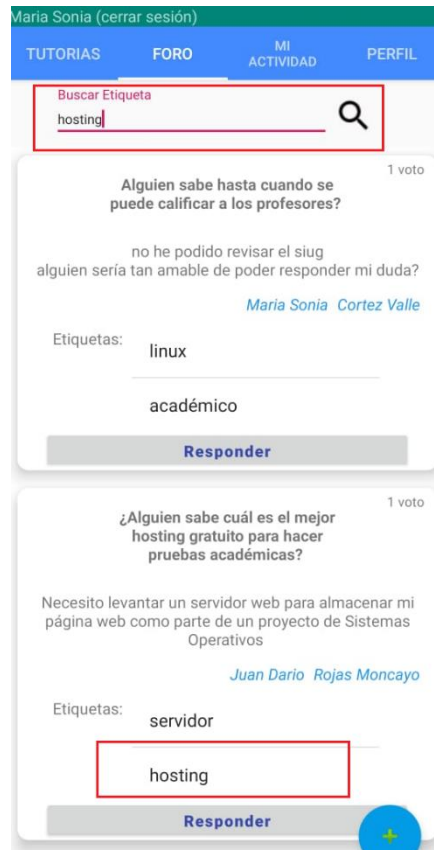 Maria Sonia (cerrar sesión)
TUTORIAS FORO MI ACTIVIDAD PERFIL
Buscar Etiqueta
hosting
1 voto
Alguien sabe hasta cuando se
puede calificar a los profesores?
no he podido revisar el siug
alguien sería tan amable de poder responder mi duda?
Maria Sonia Cortez Valle
Etiquetas:
linux
académico
Responder
1 voto
¿Alguien sabe cuál es el mejor
hosting gratuito para hacer
pruebas académicas?
Necesito levantar un servidor web para almacenar mi
página web como parte de un proyecto de Sistemas
Operativos
Juan Dario Rojas Moncayo
Etiquetas:
servidor
hosting
Responder
+